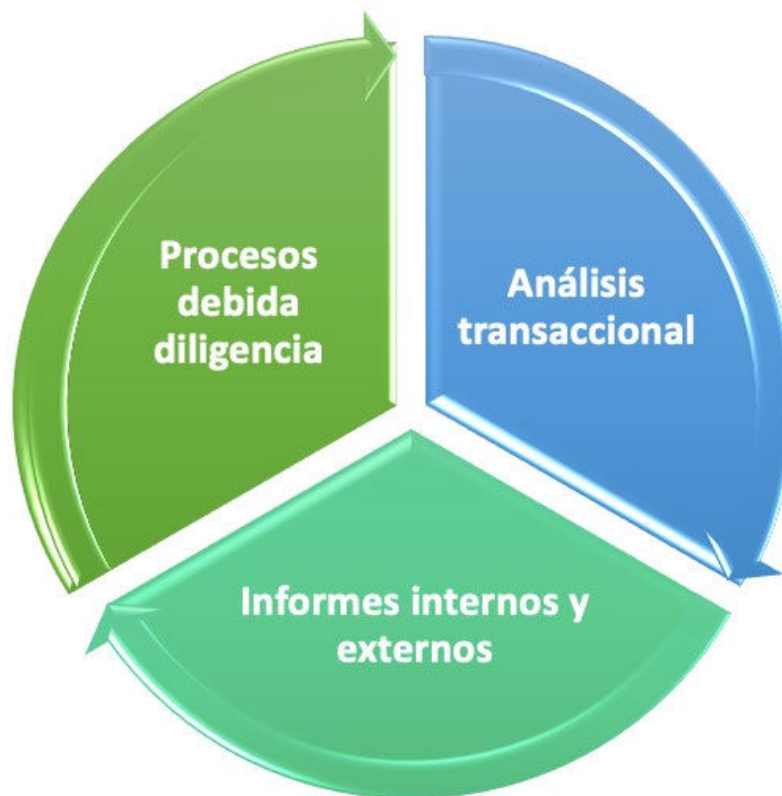 Procesos
debida
diligencia
Análisis
transaccional
Informes internos y
externos